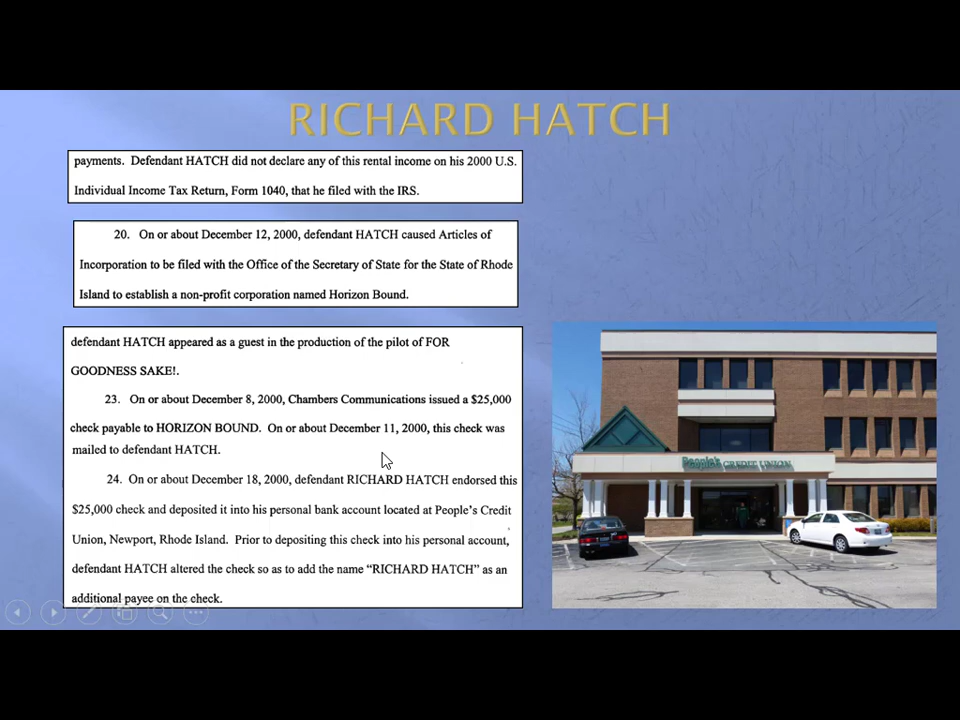 RICHARD HATCH
payments. Defendant HATCH did not declare any of this rental income on his 2000 U.S.
Individual Income Tax Return, Form 1040, that he filed with the IRS.
20. On or about December 12, 2000, defendant HATCH caused Articles of
Incorporation to be filed with the Office of the Secretary of State for the State of Rhode
Island to establish a non-profit corporation named Horizon Bound.
defendant HATCH appeared as a guest in the production of the pilot of FOR
GOODNESS SAKE!.
23. On or about December 8, 2000, Chambers Communications issued a $25,000
check payable to HORIZON BOUND. On or about December 11, 2000, this check was
mailed to defendant HATCH.
24. On or about December 18, 2000, defendant RICHARD HATCH endorsed this
$25,000 check and deposited it into his personal bank account located at People's Credit
Union, Newport, Rhode Island. Prior to depositing this check into his personal account,
defendant HATCH altered the check so as to add the name “RICHARD HATCH” as an
additional payee on the check.
People's CREDIT UNION